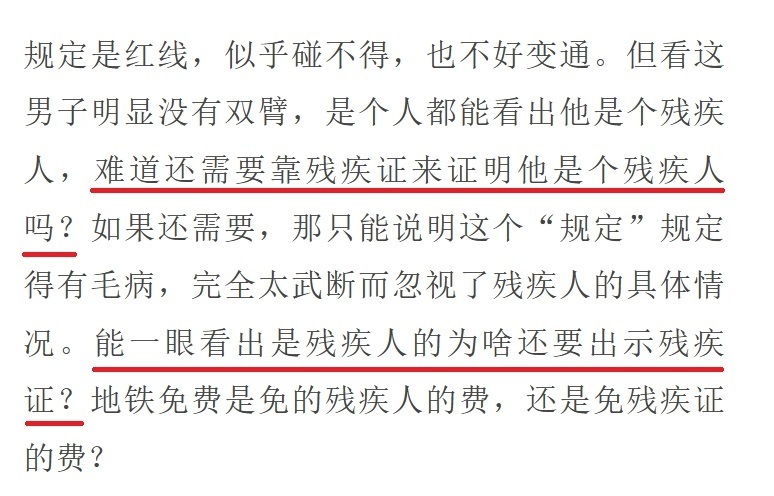 规定是红线，似乎碰不得，也不好变通。但看这
男子明显没有双臂，是个人都能看出他是个残疾
人，难道还需要靠残疾证来证明他是个残疾人
吗？如果还需要，那只能说明这个“规定”规定
得有毛病，完全太武断而忽视了残疾人的具体情
况。能一眼看出是残疾人的为啥还要出示残疾
证？地铁免费是免的残疾人的费，还是免残疾证
的费？